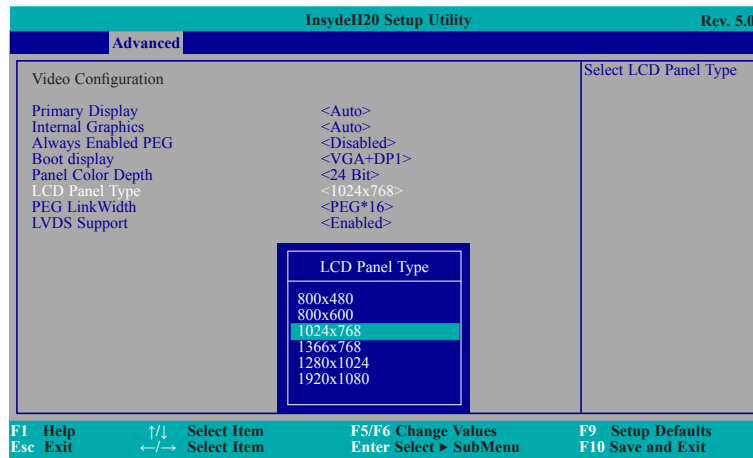 InsydeH20 Setup Utility Rev. 5.0
Advanced
Video Configuration
Select LCD Panel Type
Primary Display <Auto>
Internal Graphics <Auto>
Always Enabled PEG <Disabled>
Boot display <VGA+DP1>
Panel Color Depth <24 Bit>
LCD Panel Type <1024x768>
PEG LinkWidth <PEG*16>
LVDS Support <Enabled>
LCD Panel Type
800x480
800x600
1024x768
1366x768
1280x1024
1920x1080
F1 Help ↑/↓ Select Item F5/F6 Change Values F9 Setup Defaults
Esc Exit ←/→ Select Item Enter Select ► SubMenu F10 Save and Exit